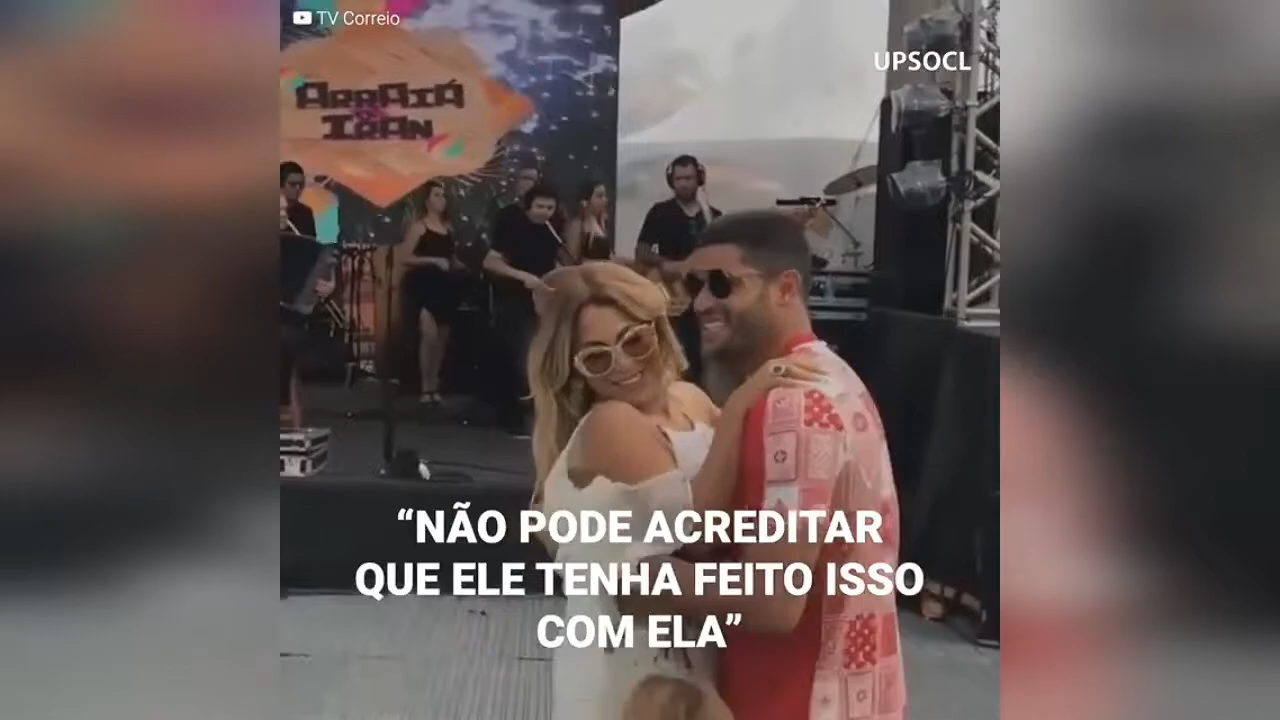 TV Correio
UPSOCL
ARRAIÁ
IRAN
“NÃO PODE ACREDITAR
QUE ELE TENHA FEITO ISSO
COM ELA”